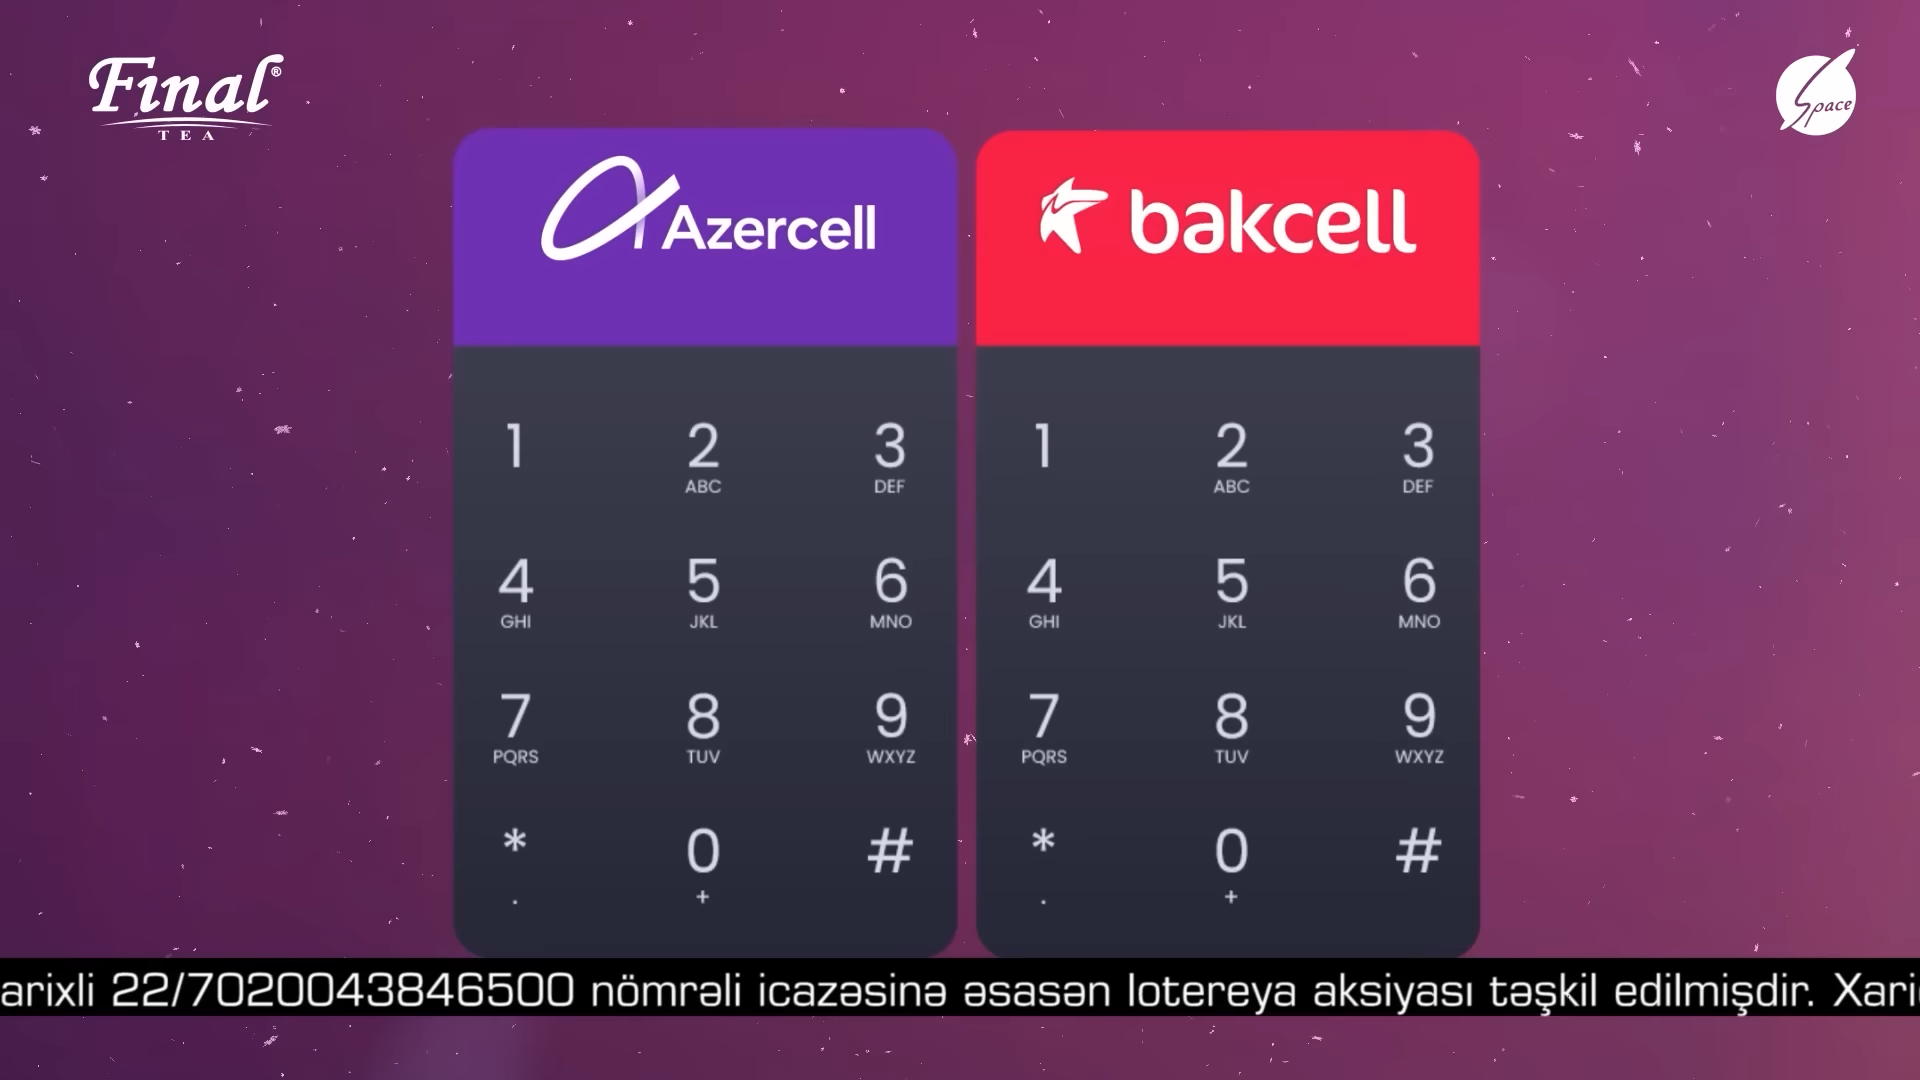 Final®
TEA
Space
Azercell
bakcell
1 2 3
ABC DEF
4 5 6
GHI JKL MNO
7 8 9
PQRS TUV WXYZ
* 0 #
. +
1 2 3
ABC DEF
4 5 6
GHI JKL MNO
7 8 9
PQRS TUV WXYZ
* 0 #
. +
arixli 22/7020043846500 nömrəli icazəsinə əsasən lotereya aksiyası təşkil edilmişdir. Xari